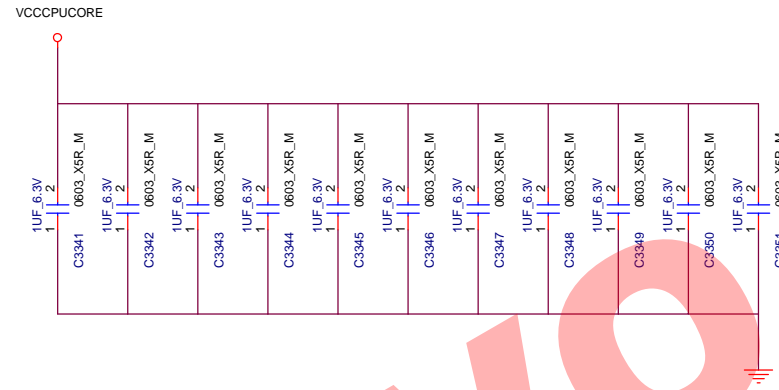 VCCCPUCORE
1UF_6.3V
1 2
0603_X5R_M
C3341
1UF_6.3V
1 2
0603_X5R_M
C3342
1UF_6.3V
1 2
0603_X5R_M
C3343
1UF_6.3V
1 2
0603_X5R_M
C3344
1UF_6.3V
1 2
0603_X5R_M
C3345
1UF_6.3V
1 2
0603_X5R_M
C3346
1UF_6.3V
1 2
0603_X5R_M
C3347
1UF_6.3V
1 2
0603_X5R_M
C3348
1UF_6.3V
1 2
0603_X5R_M
C3349
1UF_6.3V
1 2
0603_X5R_M
C3350
1UF_6.3V
1 2